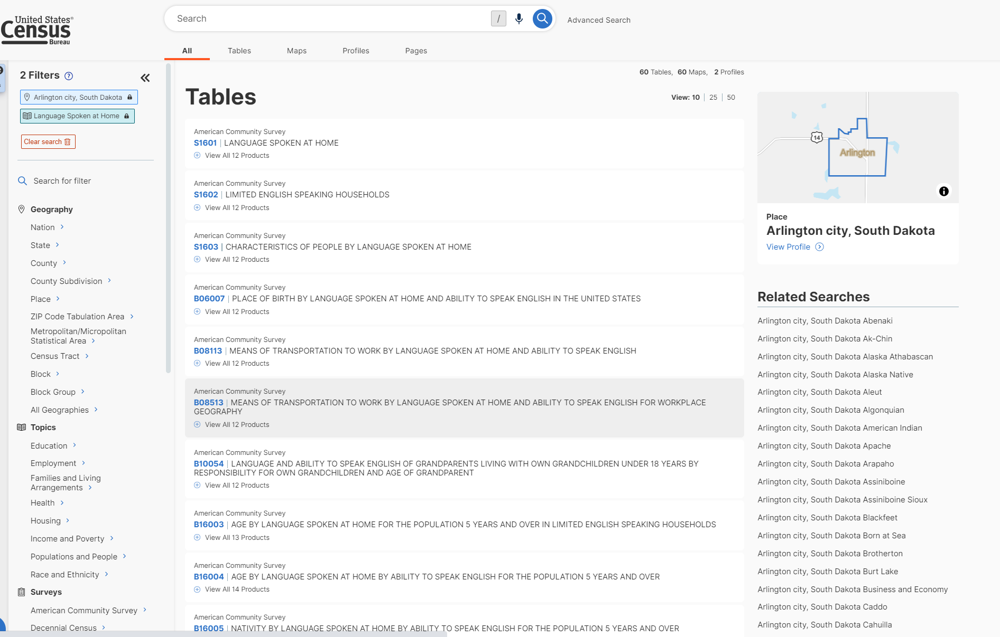 United States®
Census
Bureau
Search
/
Advanced Search
All
Tables
Maps
Profiles
Pages
2 Filters
?
Arlington city, South Dakota
Language Spoken at Home
Clear search
Search for filter
Geography
Nation
State
County
County Subdivision
Place
ZIP Code Tabulation Area
Metropolitan/Micropolitan
Statistical Area
Census Tract
Block
Block Group
All Geographies
Topics
Education
Employment
Families and Living
Arrangements
Health
Housing
Income and Poverty
Populations and People
Race and Ethnicity
Surveys
American Community Survey
Decennial Census
60 Tables, 60 Maps, 2 Profiles
Tables
View: 10 | 25 | 50
American Community Survey
S1601 | LANGUAGE SPOKEN AT HOME
View All 12 Products
American Community Survey
S1602 | LIMITED ENGLISH SPEAKING HOUSEHOLDS
View All 12 Products
American Community Survey
S1603 | CHARACTERISTICS OF PEOPLE BY LANGUAGE SPOKEN AT HOME
View All 12 Products
American Community Survey
B06007 | PLACE OF BIRTH BY LANGUAGE SPOKEN AT HOME AND ABILITY TO SPEAK ENGLISH IN THE UNITED STATES
View All 12 Products
American Community Survey
B08113 | MEANS OF TRANSPORTATION TO WORK BY LANGUAGE SPOKEN AT HOME AND ABILITY TO SPEAK ENGLISH
View All 12 Products
American Community Survey
B08513 | MEANS OF TRANSPORTATION TO WORK BY LANGUAGE SPOKEN AT HOME AND ABILITY TO SPEAK ENGLISH FOR WORKPLACE
GEOGRAPHY
View All 12 Products
American Community Survey
B10054 | LANGUAGE AND ABILITY TO SPEAK ENGLISH OF GRANDPARENTS LIVING WITH OWN GRANDCHILDREN UNDER 18 YEARS BY
RESPONSIBILITY FOR OWN GRANDCHILDREN AND AGE OF GRANDPARENT
View All 12 Products
American Community Survey
B16003 | AGE BY LANGUAGE SPOKEN AT HOME FOR THE POPULATION 5 YEARS AND OVER IN LIMITED ENGLISH SPEAKING HOUSEHOLDS
View All 13 Products
American Community Survey
B16004 | AGE BY LANGUAGE SPOKEN AT HOME BY ABILITY TO SPEAK ENGLISH FOR THE POPULATION 5 YEARS AND OVER
View All 14 Products
American Community Survey
B16005 | NATIVITY BY LANGUAGE SPOKEN AT HOME BY ABILITY TO SPEAK ENGLISH FOR THE POPULATION 5 YEARS AND OVER
14
Arlington
Place
Arlington city, South Dakota
View Profile
Related Searches
Arlington city, South Dakota Abenaki
Arlington city, South Dakota Ak-Chin
Arlington city, South Dakota Alaska Athabascan
Arlington city, South Dakota Alaska Native
Arlington city, South Dakota Aleut
Arlington city, South Dakota Algonquian
Arlington city, South Dakota American Indian
Arlington city, South Dakota Apache
Arlington city, South Dakota Arapaho
Arlington city, South Dakota Assiniboine
Arlington city, South Dakota Assiniboine Sioux
Arlington city, South Dakota Blackfeet
Arlington city, South Dakota Born at Sea
Arlington city, South Dakota Brotherton
Arlington city, South Dakota Burt Lake
Arlington city, South Dakota Business and Economy
Arlington city, South Dakota Caddo
Arlington city, South Dakota Cahuilla